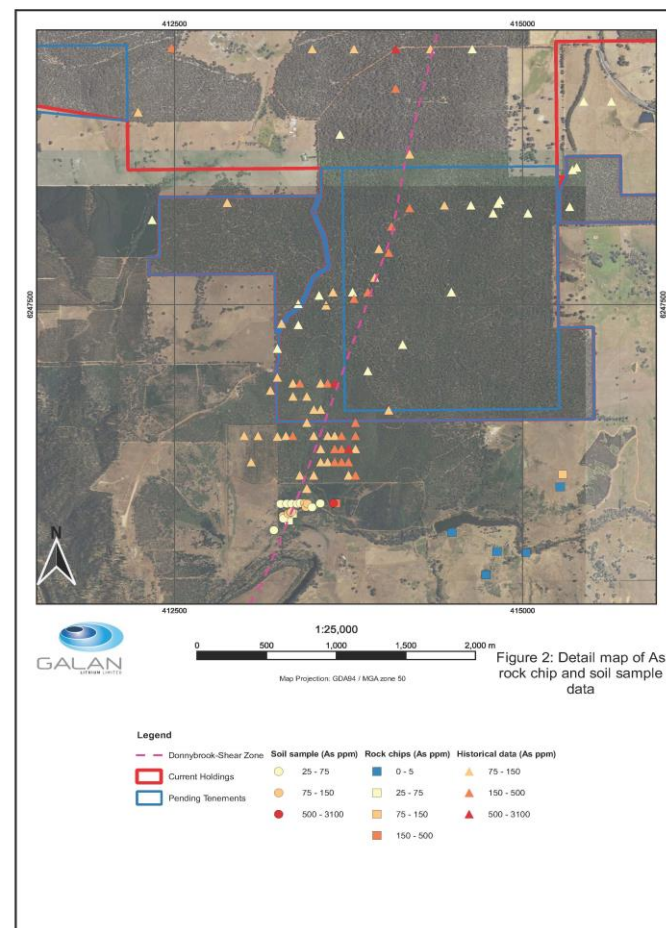 412500 415000
6247500 6247500
N
412500 415000
GALAN
LITHIUM LIMITED
1:25,000
0 500 1,000 1,500 2,000 m
Map Projection: GDA94 / MGA zone 50
Figure 2: Detail map of As
rock chip and soil sample
data
Legend
Donnybrook-Shear Zone
Current Holdings
Pending Tenements
Soil sample (As ppm)
25 - 75
75 - 150
500 - 3100
Rock chips (As ppm)
0 - 5
25 - 75
75 - 150
150 - 500
Historical data (As ppm)
75 - 150
150 - 500
500 - 3100